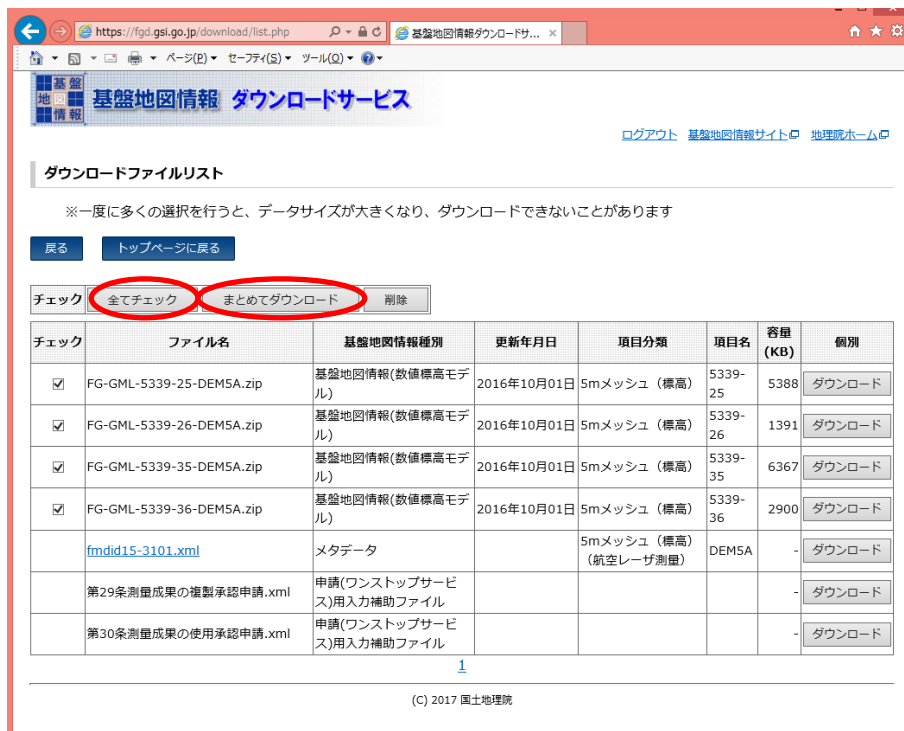 https://fgd.gsi.go.jp/download/list.php
基盤地図情報ダウンロードサ...
ページ(P) セーフティ(S) ツール(O)
基盤
地図
情報
基盤地図情報 ダウンロードサービス
ログアウト 基盤地図情報サイト 地理院ホーム
ダウンロードファイルリスト
※一度に多くの選択を行うと、データサイズが大きくなり、ダウンロードできないことがあります
戻る トップページに戻る
チェック 全てチェック まとめてダウンロード 削除
チェック ファイル名 基盤地図情報種別 更新年月日 項目分類 項目名 容量(KB) 個別
FG-GML-5339-25-DEM5A.zip 基盤地図情報(数値標高モデル) 2016年10月01日 5mメッシュ（標高） 5339-25 5388 ダウンロード
FG-GML-5339-26-DEM5A.zip 基盤地図情報(数値標高モデル) 2016年10月01日 5mメッシュ（標高） 5339-26 1391 ダウンロード
FG-GML-5339-35-DEM5A.zip 基盤地図情報(数値標高モデル) 2016年10月01日 5mメッシュ（標高） 5339-35 6367 ダウンロード
FG-GML-5339-36-DEM5A.zip 基盤地図情報(数値標高モデル) 2016年10月01日 5mメッシュ（標高） 5339-36 2900 ダウンロード
fmdid15-3101.xml メタデータ 5mメッシュ（標高）（航空レーザ測量） DEM5A - ダウンロード
第29条測量成果の複製承認申請.xml 申請(ワンストップサービス)用入力補助ファイル - ダウンロード
第30条測量成果の使用承認申請.xml 申請(ワンストップサービス)用入力補助ファイル - ダウンロード
1
(C) 2017 国土地理院